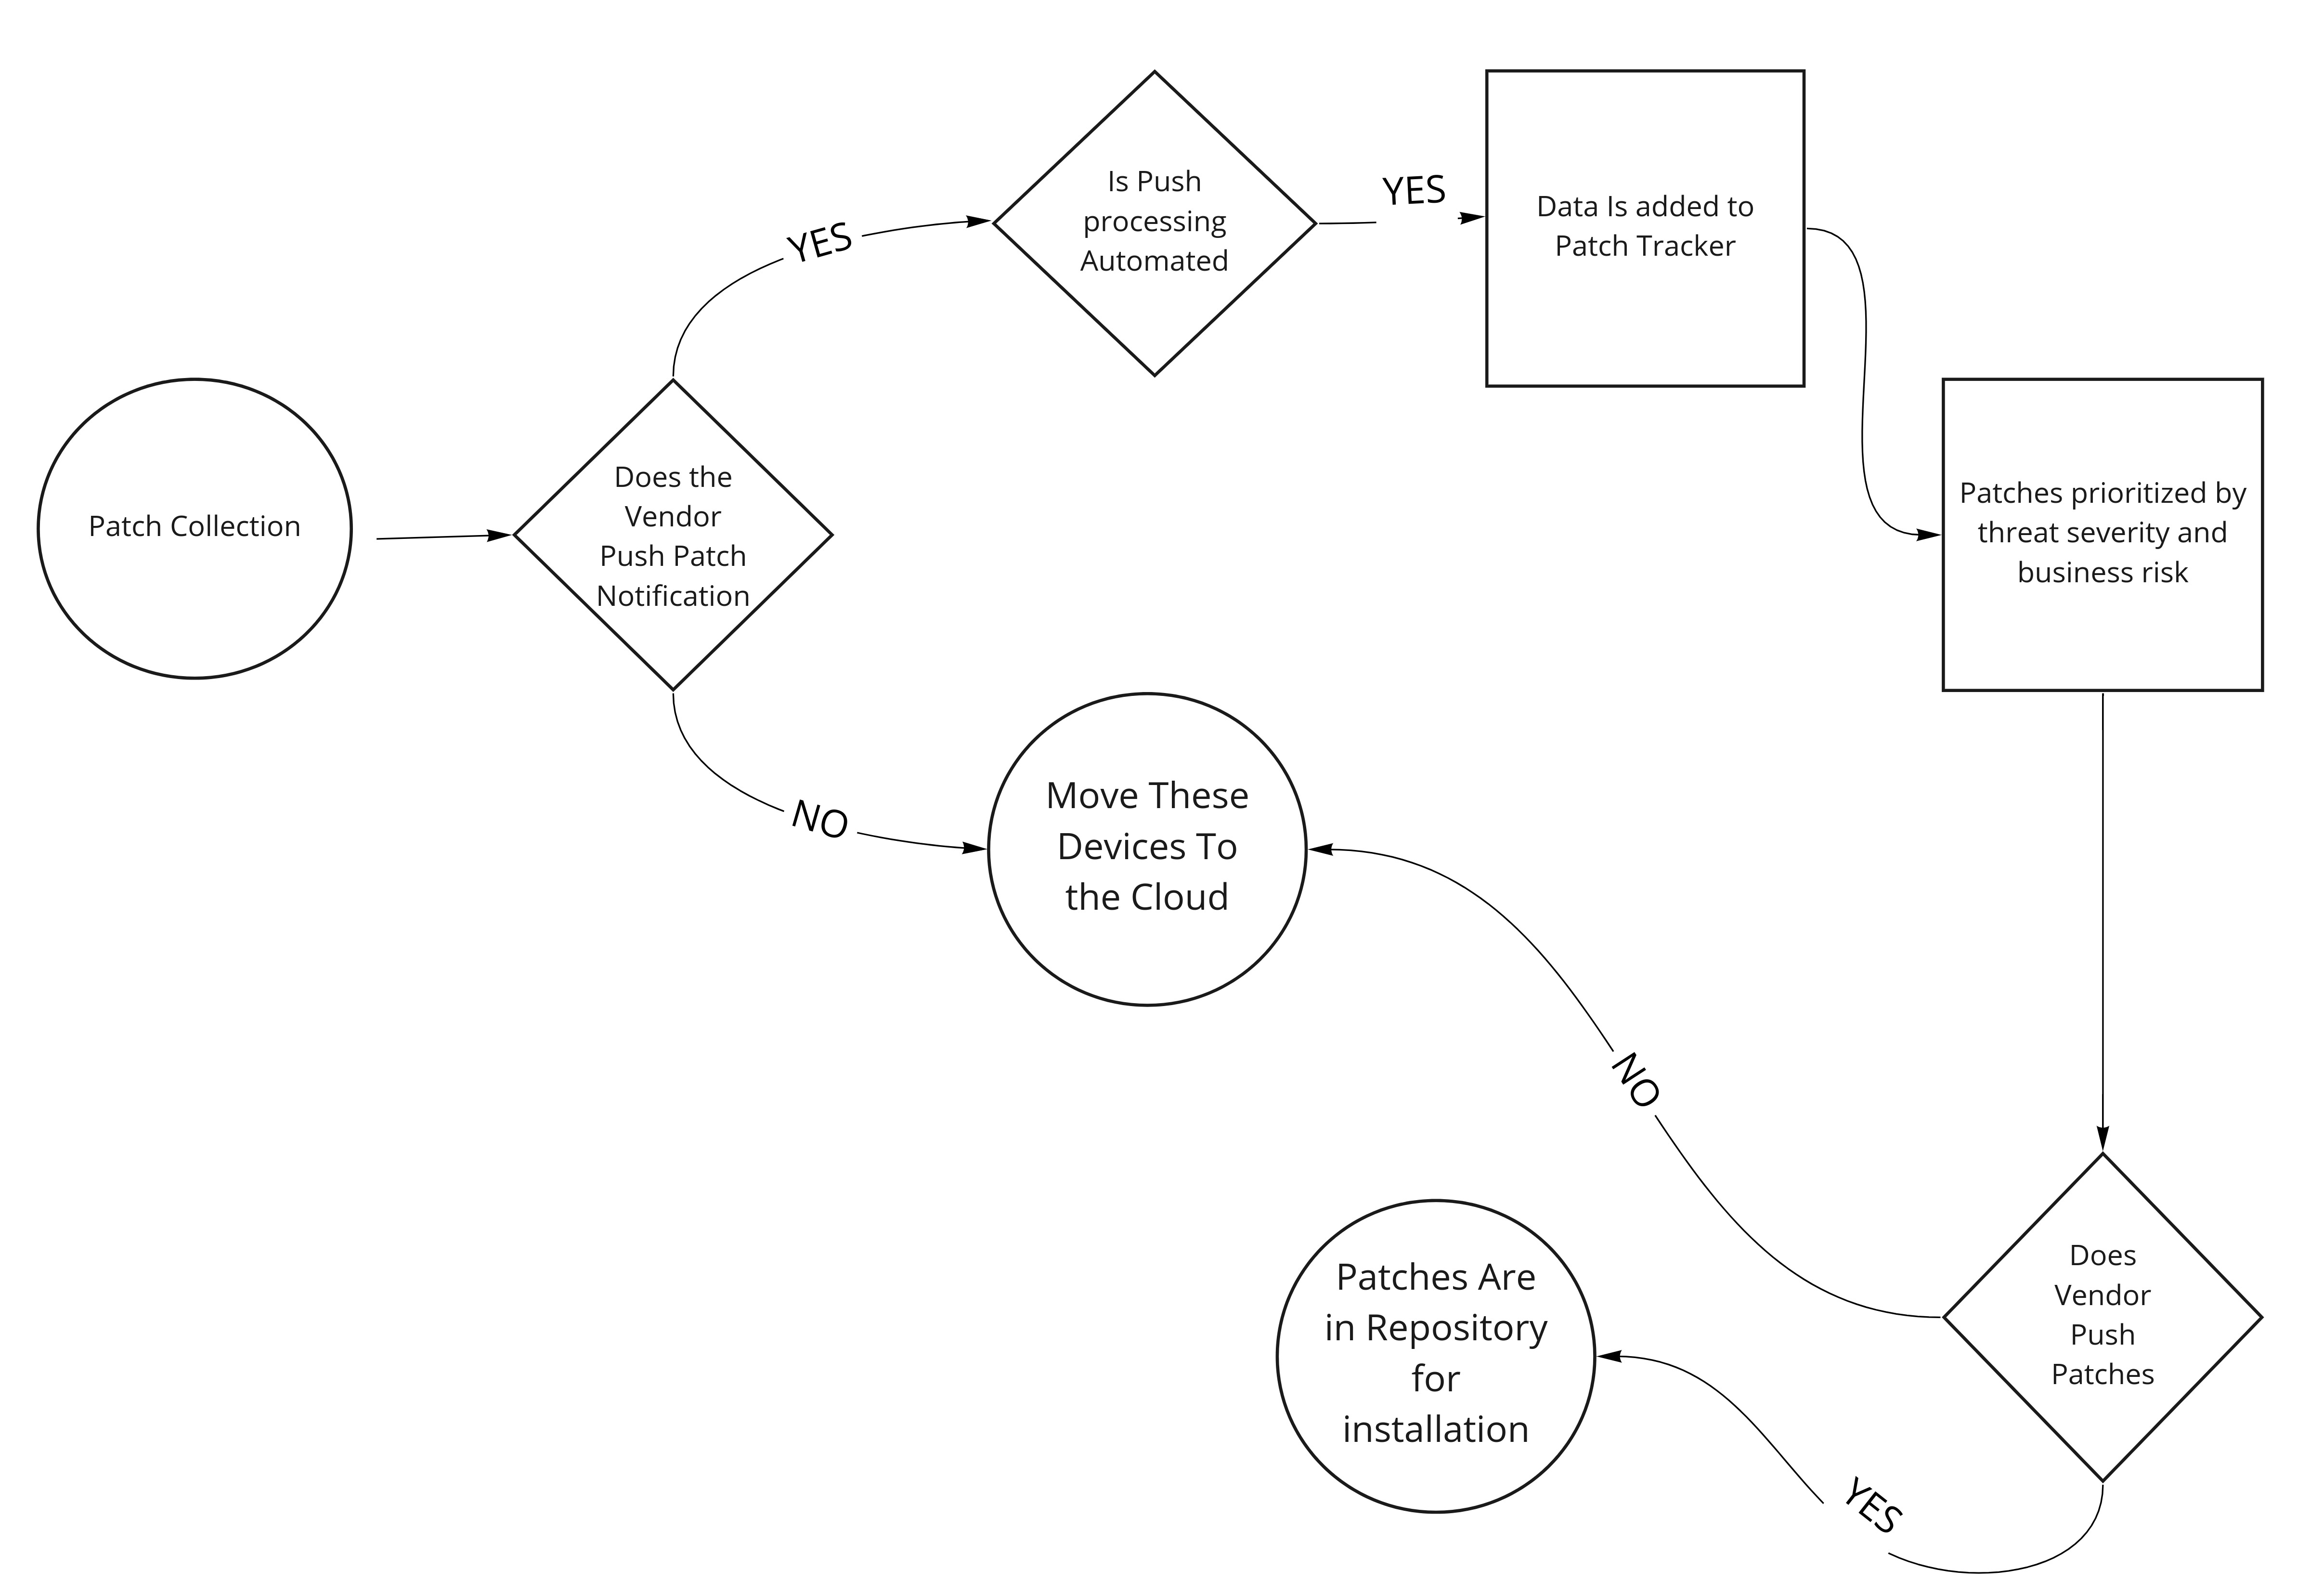 Patch Collection
Does the
Vendor
Push Patch
Notification
YES
Is Push
processing
Automated
YES
Data Is added to
Patch Tracker
Patches prioritized by
threat severity and
business risk
NO
Move These
Devices To
the Cloud
NO
Does
Vendor
Push
Patches
YES
Patches Are
in Repository
for
installation